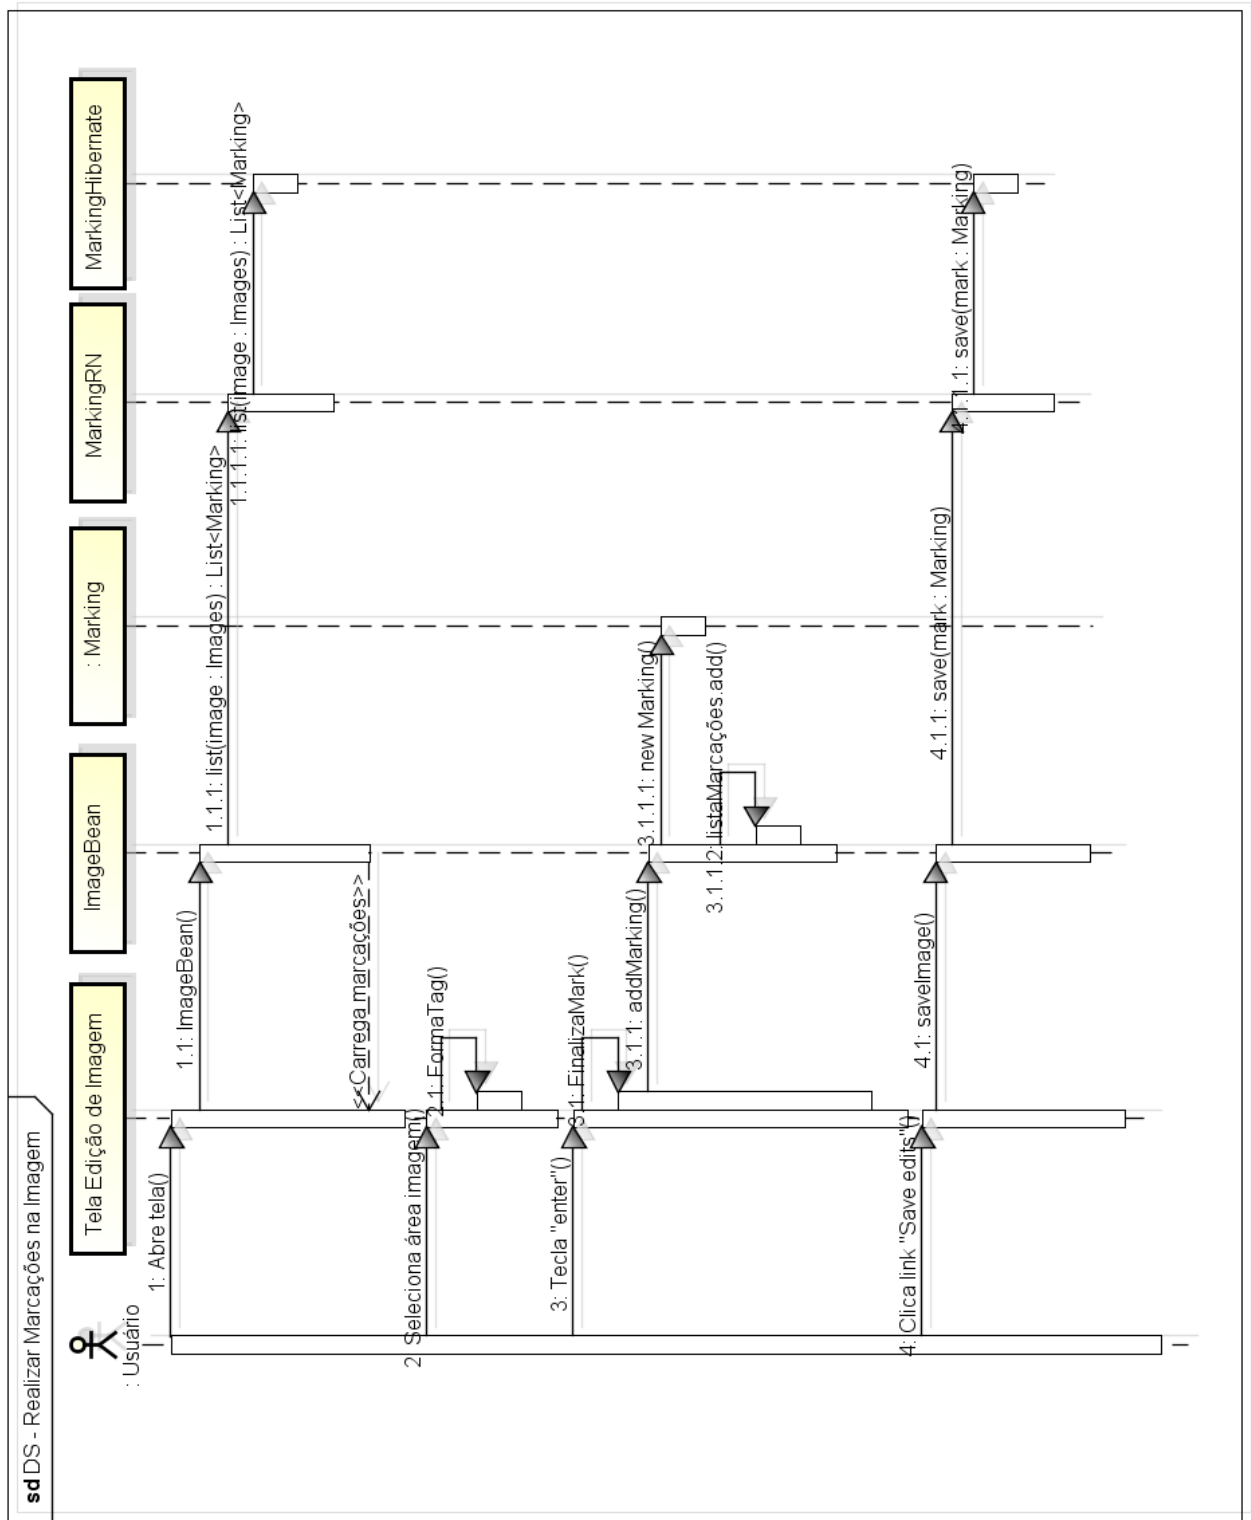 sd DS - Realizar Marcações na Imagem
: Usuário
Tela Edição de Imagem
ImageBean
: Marking
MarkingRN
MarkingHibernate
1: Abre tela()
1.1: ImageBean()
1.1.1: list(image : Images) : List<Marking>
1.1.1.1: list(image : Images) : List<Marking>
<<Carrega marcações>>
2: Seleciona área imagem()
2.1: FormaTag()
3: Tecla "enter"()
3.1: FinalizaMark()
3.1.1: addMarking()
3.1.1.1: new Marking()
3.1.1.2: listaMarcações.add()
4: Clica link "Save edits"()
4.1: saveImage()
4.1.1: save(mark : Marking)
4.1.1.1: save(mark : Marking)